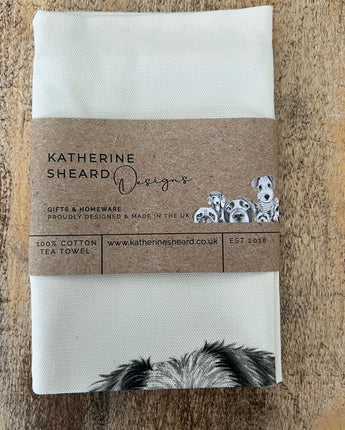 KATHERINE
SHEARD Designs
GIFTS & HOMEWARE
PROUDLY DESIGNED & MADE IN THE UK
100% COTTON
TEA TOWEL
www.katherinesheard.co.uk
EST 2018